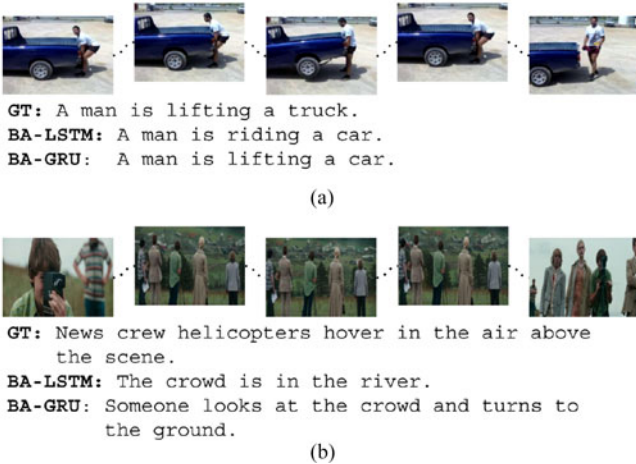 GT: A man is lifting a truck.
BA-LSTM: A man is riding a car.
BA-GRU: A man is lifting a car.
(a)
GT: News crew helicopters hover in the air above
the scene.
BA-LSTM: The crowd is in the river.
BA-GRU: Someone looks at the crowd and turns to
the ground.
(b)